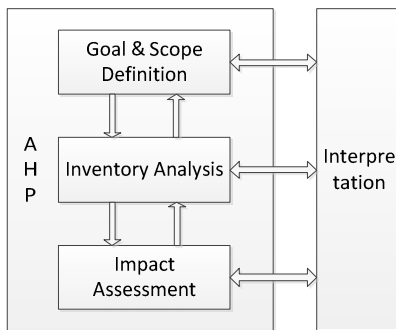 Goal & Scope
Definition
A
H
P
Inventory Analysis
Interpre
tation
Impact
Assessment